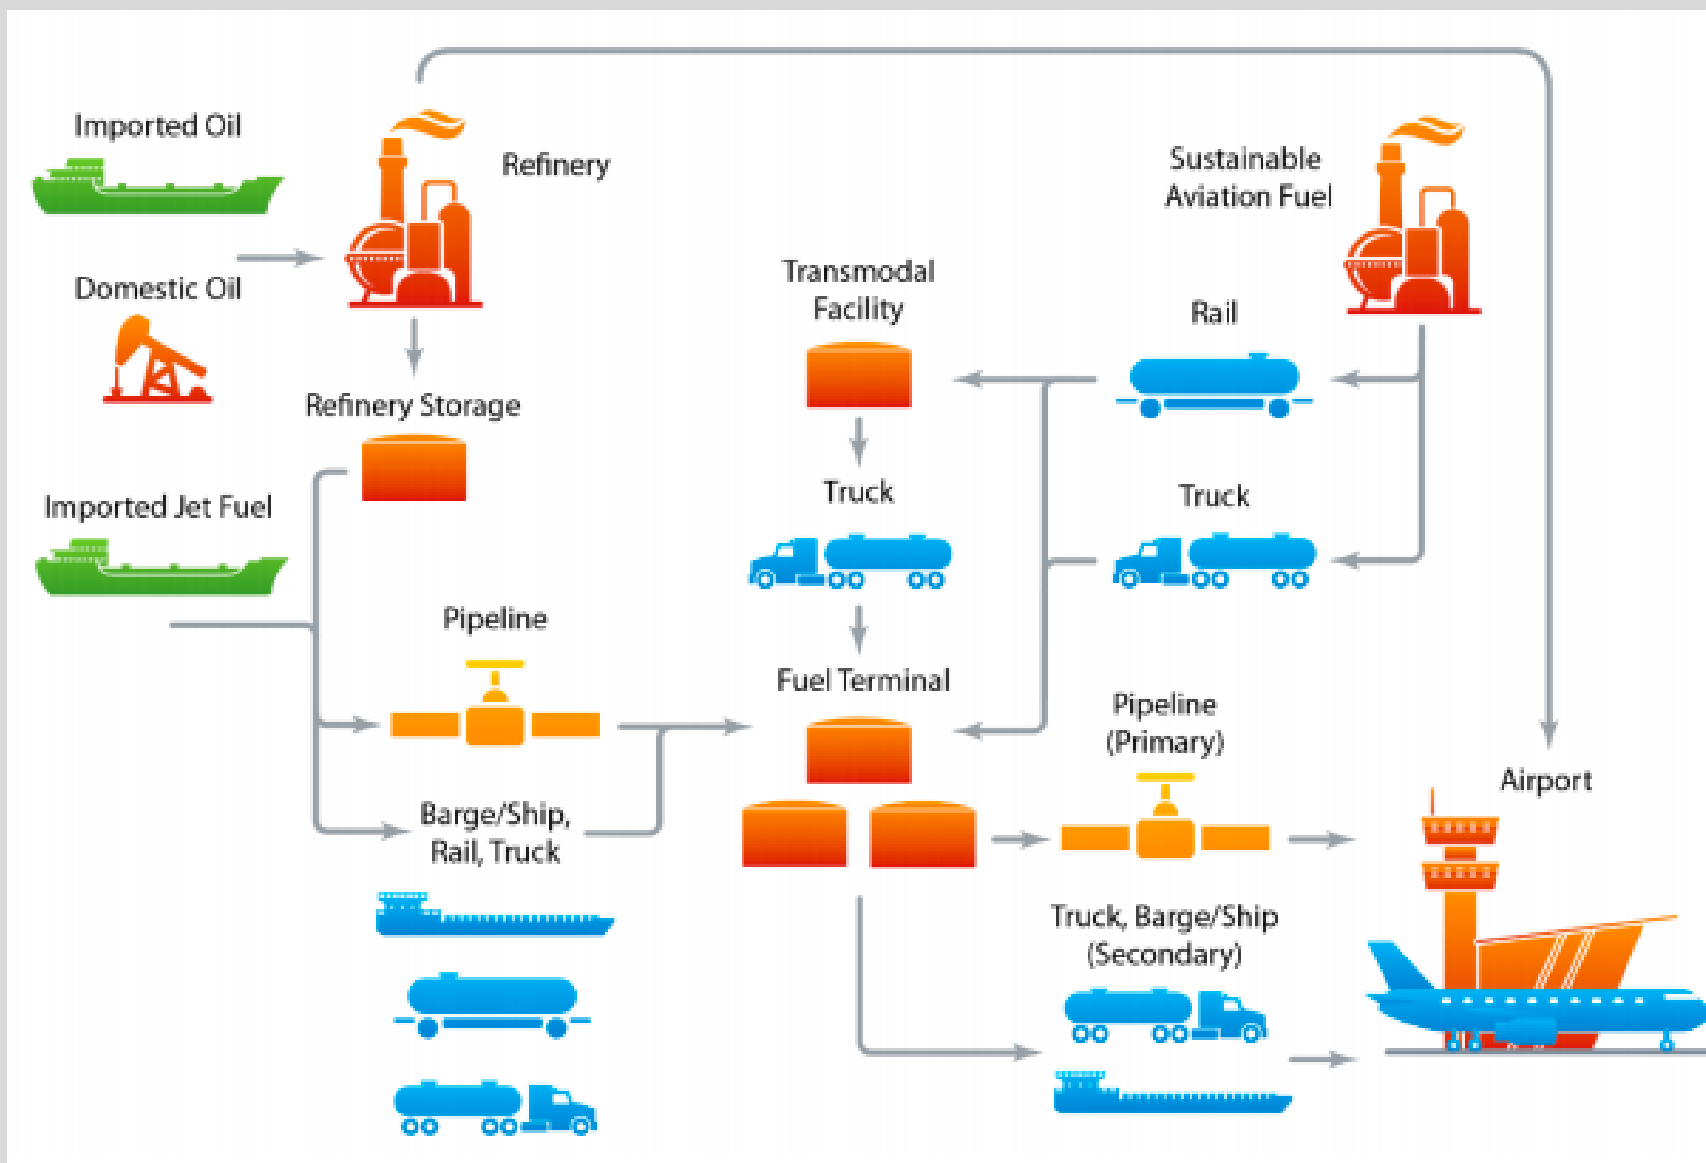 Imported Oil
Refinery
Domestic Oil
Refinery Storage
Imported Jet Fuel
Pipeline
Barge/Ship,
Rail, Truck
Transmodal
Facility
Truck
Fuel Terminal
Sustainable
Aviation Fuel
Rail
Truck
Pipeline
(Primary)
Truck, Barge/Ship
(Secondary)
Airport